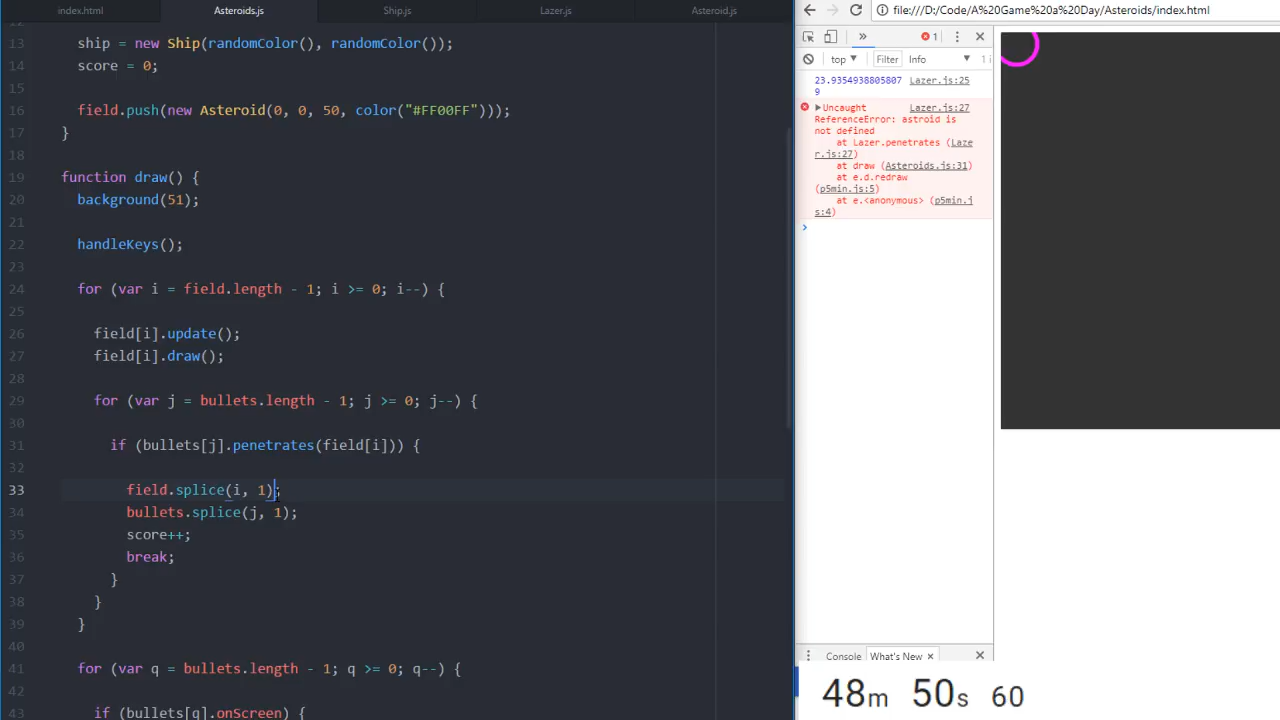 index.html Asteroids.js Ship.js Lazer.js Asteroid.js
13 ship = new Ship(randomColor(), randomColor());
14 score = 0;
15
16 field.push(new Asteroid(0, 0, 50, color("#FF00FF")));
17 }
18
19 function draw() {
20 background(51);
21
22 handleKeys();
23
24 for (var i = field.length - 1; i >= 0; i--) {
25
26 field[i].update();
27 field[i].draw();
28
29 for (var j = bullets.length - 1; j >= 0; j--) {
30
31 if (bullets[j].penetrates(field[i])) {
32
33 field.splice(i, 1);
34 bullets.splice(j, 1);
35 score++;
36 break;
37 }
38 }
39 }
40
41 for (var q = bullets.length - 1; q >= 0; q--) {
42
43 if (bullets[q].onScreen) {
file:///D:/Code/A%20Game%20a%20Day/Asteroids/index.html
» 1
top Filter Info 1 i
23.9354938805807 Lazer.js:25
9
Uncaught Lazer.js:27
ReferenceError: astroid is
not defined
at Lazer.penetrates (Laze
r.js:27)
at draw (Asteroids.js:31)
at e.d.redraw
(p5min.js:5)
at e.<anonymous> (p5min.j
s:4)
Console What's New
48m 50s 60